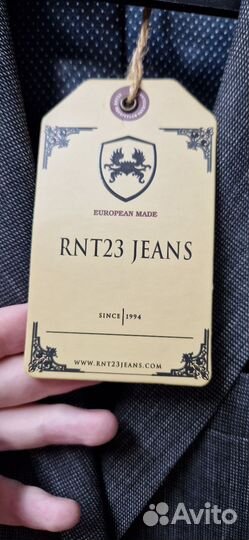 EUROPEAN MADE
RNT23 JEANS
SINCE 1994
WWW.RNT23JEANS.COM
Avito